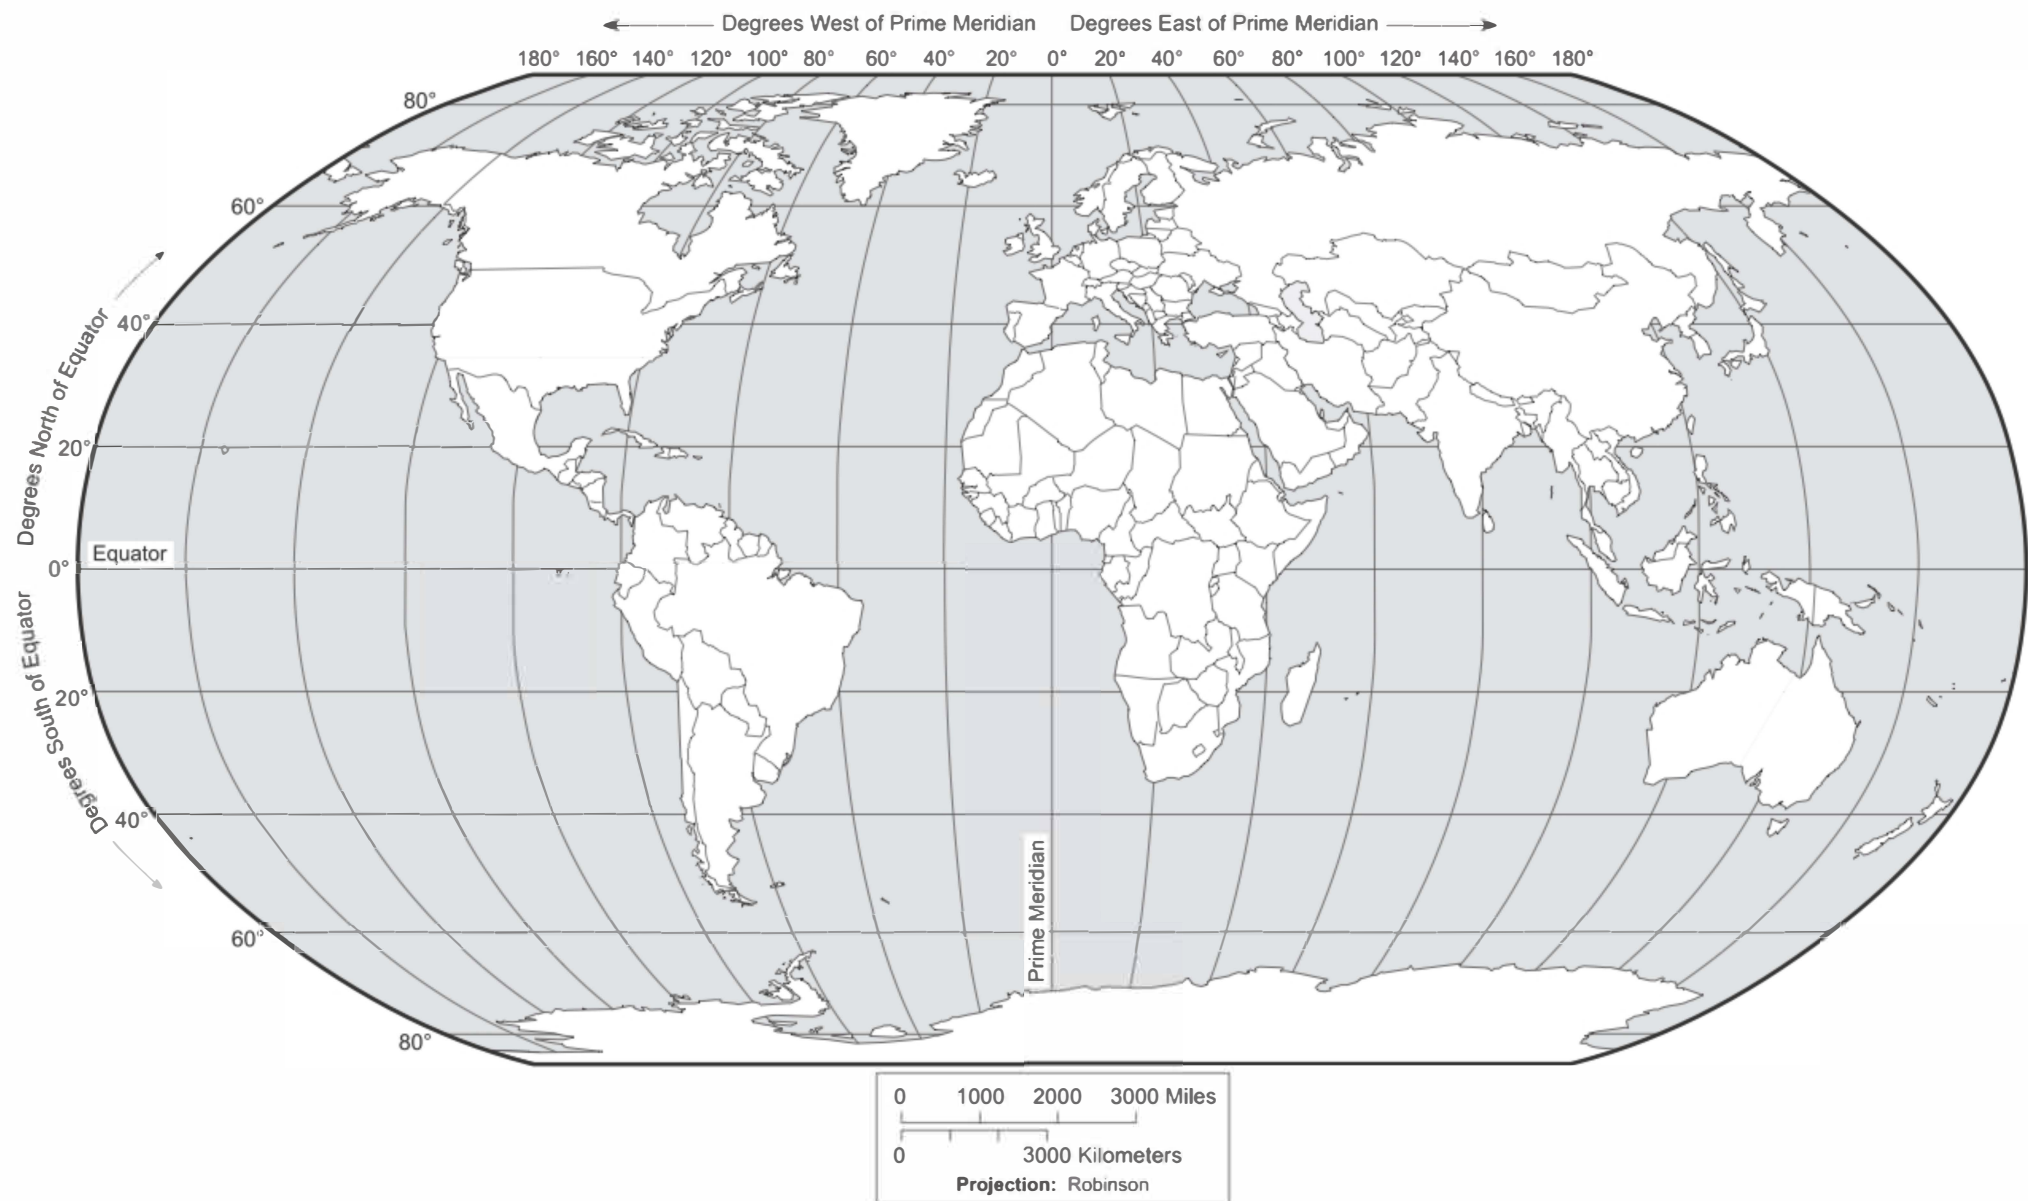 Degrees West of Prime Meridian Degrees East of Prime Meridian
180° 160° 140° 120° 100° 80° 60° 40° 20° 0° 20° 40° 60° 80° 100° 120° 140° 160° 180°
80°
60°
40°
Degrees North of Equator
20°
Equator
0°
Degrees South of Equator
20°
40°
Prime Meridian
60°
80°
0 1000 2000 3000 Miles
0 3000 Kilometers
Projection: Robinson